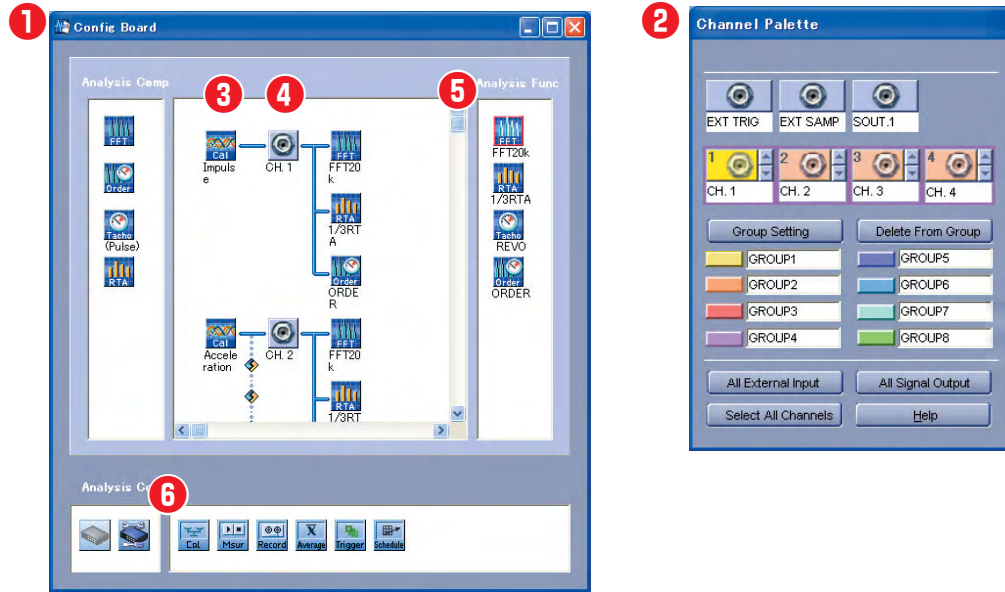 1
Config Board
Analysis Comp
3
4
5
Analysis Func
FFT
Order
Tacho
(Pulse)
RTA
Cal
Impuls
e
CH. 1
FFT
FFT20
k
RTA
1/3RT
A
Order
ORDE
R
Cal
Accele
ration
CH. 2
FFT
FFT20
k
RTA
1/3RT
FFT
FFT20k
RTA
1/3RTA
Tacho
REVO
Order
ORDER
Analysis Co
6
Cal
Msur
Record
X
Average
Trigger
Schedule
2
Channel Palette
EXT TRIG
EXT SAMP
SOUT.1
1
CH. 1
2
CH. 2
3
CH. 3
4
CH. 4
Group Setting
Delete From Group
GROUP1
GROUP5
GROUP2
GROUP6
GROUP3
GROUP7
GROUP4
GROUP8
All External Input
All Signal Output
Select All Channels
Help